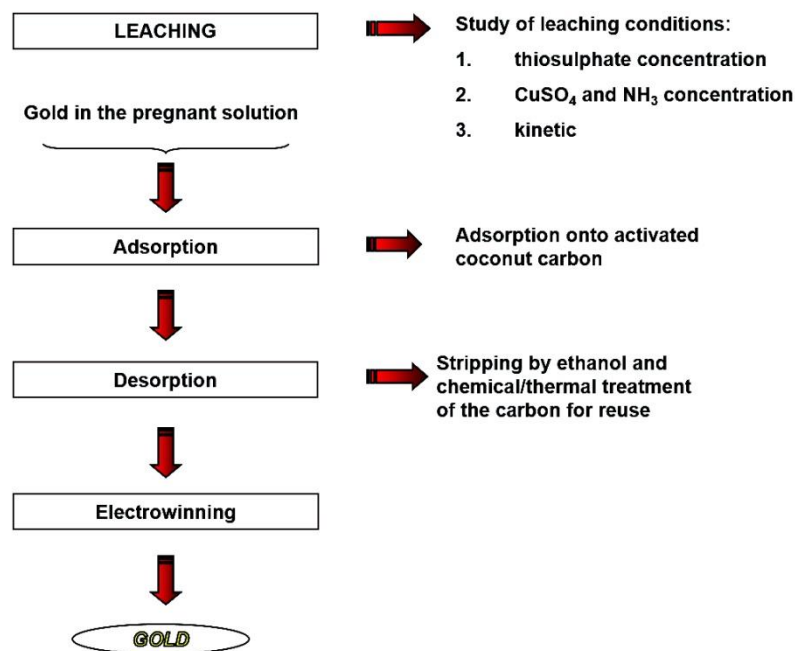 LEACHING
Study of leaching conditions:
1. thiosulphate concentration
2. CuSO₄ and NH₃ concentration
3. kinetic
Gold in the pregnant solution
Adsorption
Adsorption onto activated
coconut carbon
Desorption
Stripping by ethanol and
chemical/thermal treatment
of the carbon for reuse
Electrowinning
GOLD